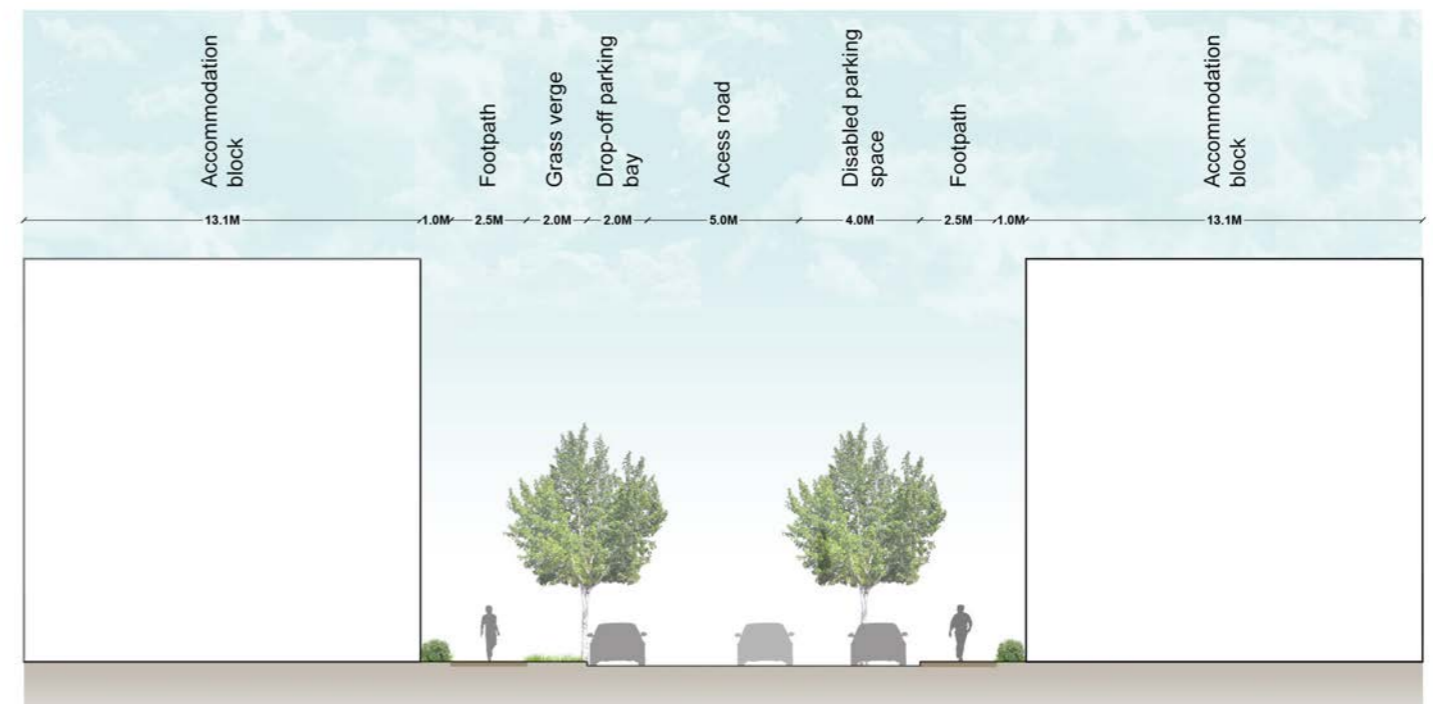 Accommodation
block
Footpath
Grass verge
Drop-off parking
bay
Acess road
Disabled parking
space
Footpath
Accommodation
block
13.1M 1.0M 2.5M 2.0M 2.0M 5.0M 4.0M 2.5M 1.0M 13.1M